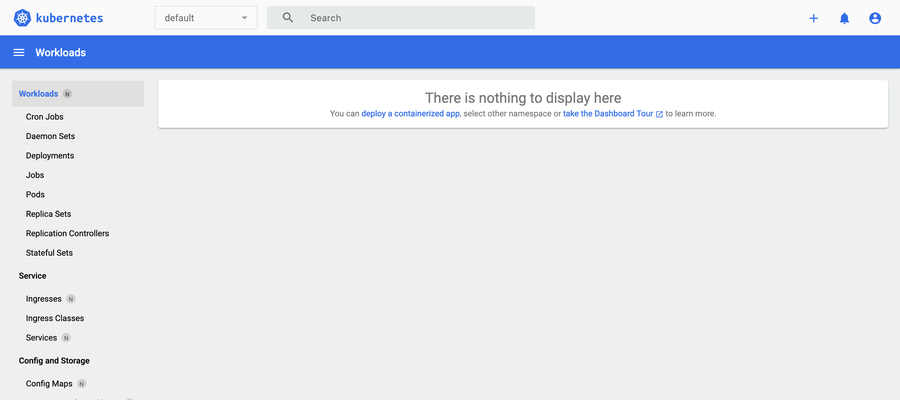 kubernetes
default
Search
Workloads
Workloads N
Cron Jobs
Daemon Sets
Deployments
Jobs
Pods
Replica Sets
Replication Controllers
Stateful Sets
Service
Ingresses N
Ingress Classes
Services N
Config and Storage
Config Maps N
There is nothing to display here
You can deploy a containerized app, select other namespace or take the Dashboard Tour to learn more.